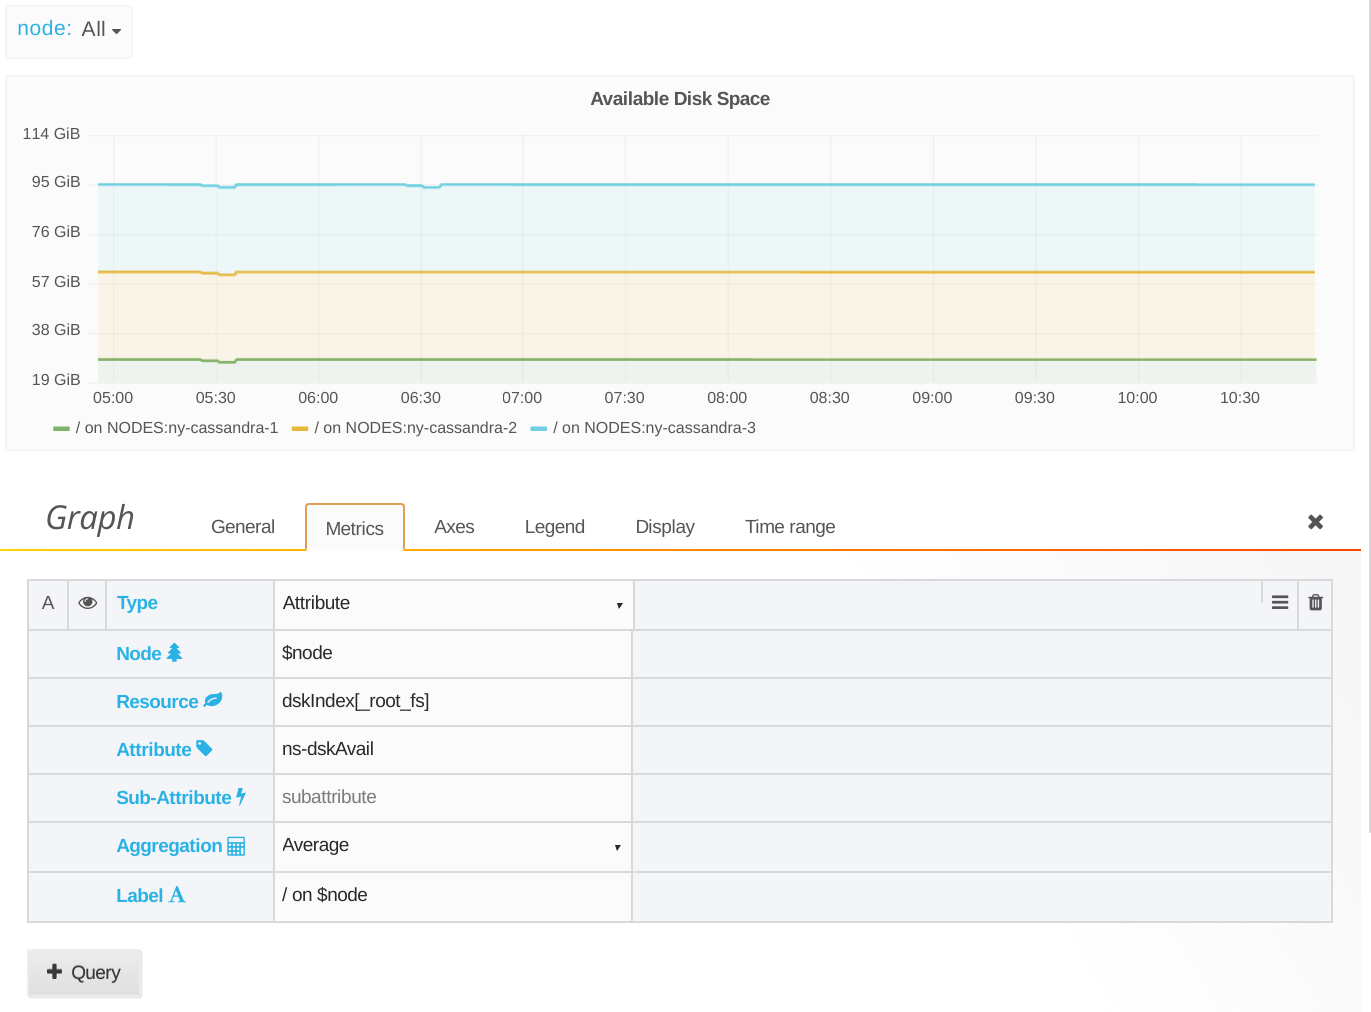 node: All
Available Disk Space
114 GiB
95 GiB
76 GiB
57 GiB
38 GiB
19 GiB
05:00 05:30 06:00 06:30 07:00 07:30 08:00 08:30 09:00 09:30 10:00 10:30
/ on NODES:ny-cassandra-1 / on NODES:ny-cassandra-2 / on NODES:ny-cassandra-3
Graph General Metrics Axes Legend Display Time range
A Type Attribute
Node $node
Resource dskIndex[_root_fs]
Attribute ns-dskAvail
Sub-Attribute subattribute
Aggregation Average
Label / on $node
Query